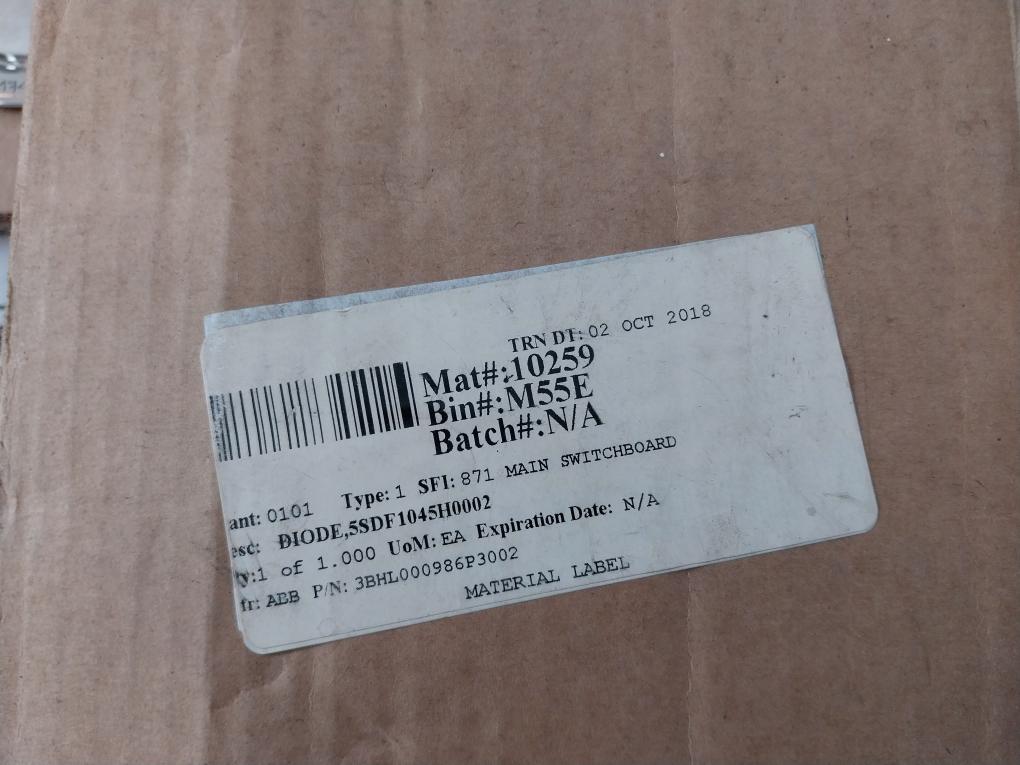 TRN DT: 02 OCT 2018
Mat#:10259
Bin#:M55E
Batch#:N/A
ant: 0101 Type: 1 SFI: 871 MAIN SWITCHBOARD
esc: DIODE,5SDF1045H0002
y:1 of 1.000 UoM: EA Expiration Date: N/A
fr: ABB P/N: 3BHL000986P3002
MATERIAL LABEL